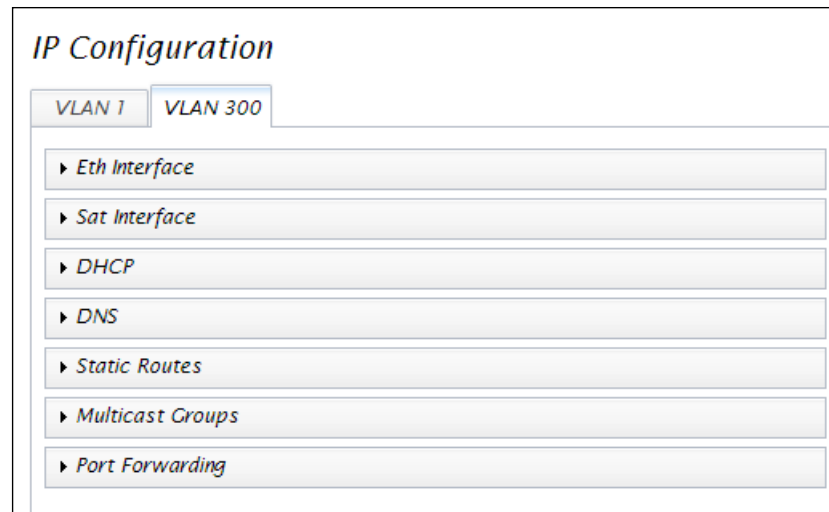 IP Configuration
VLAN 1 VLAN 300
Eth Interface
Sat Interface
DHCP
DNS
Static Routes
Multicast Groups
Port Forwarding